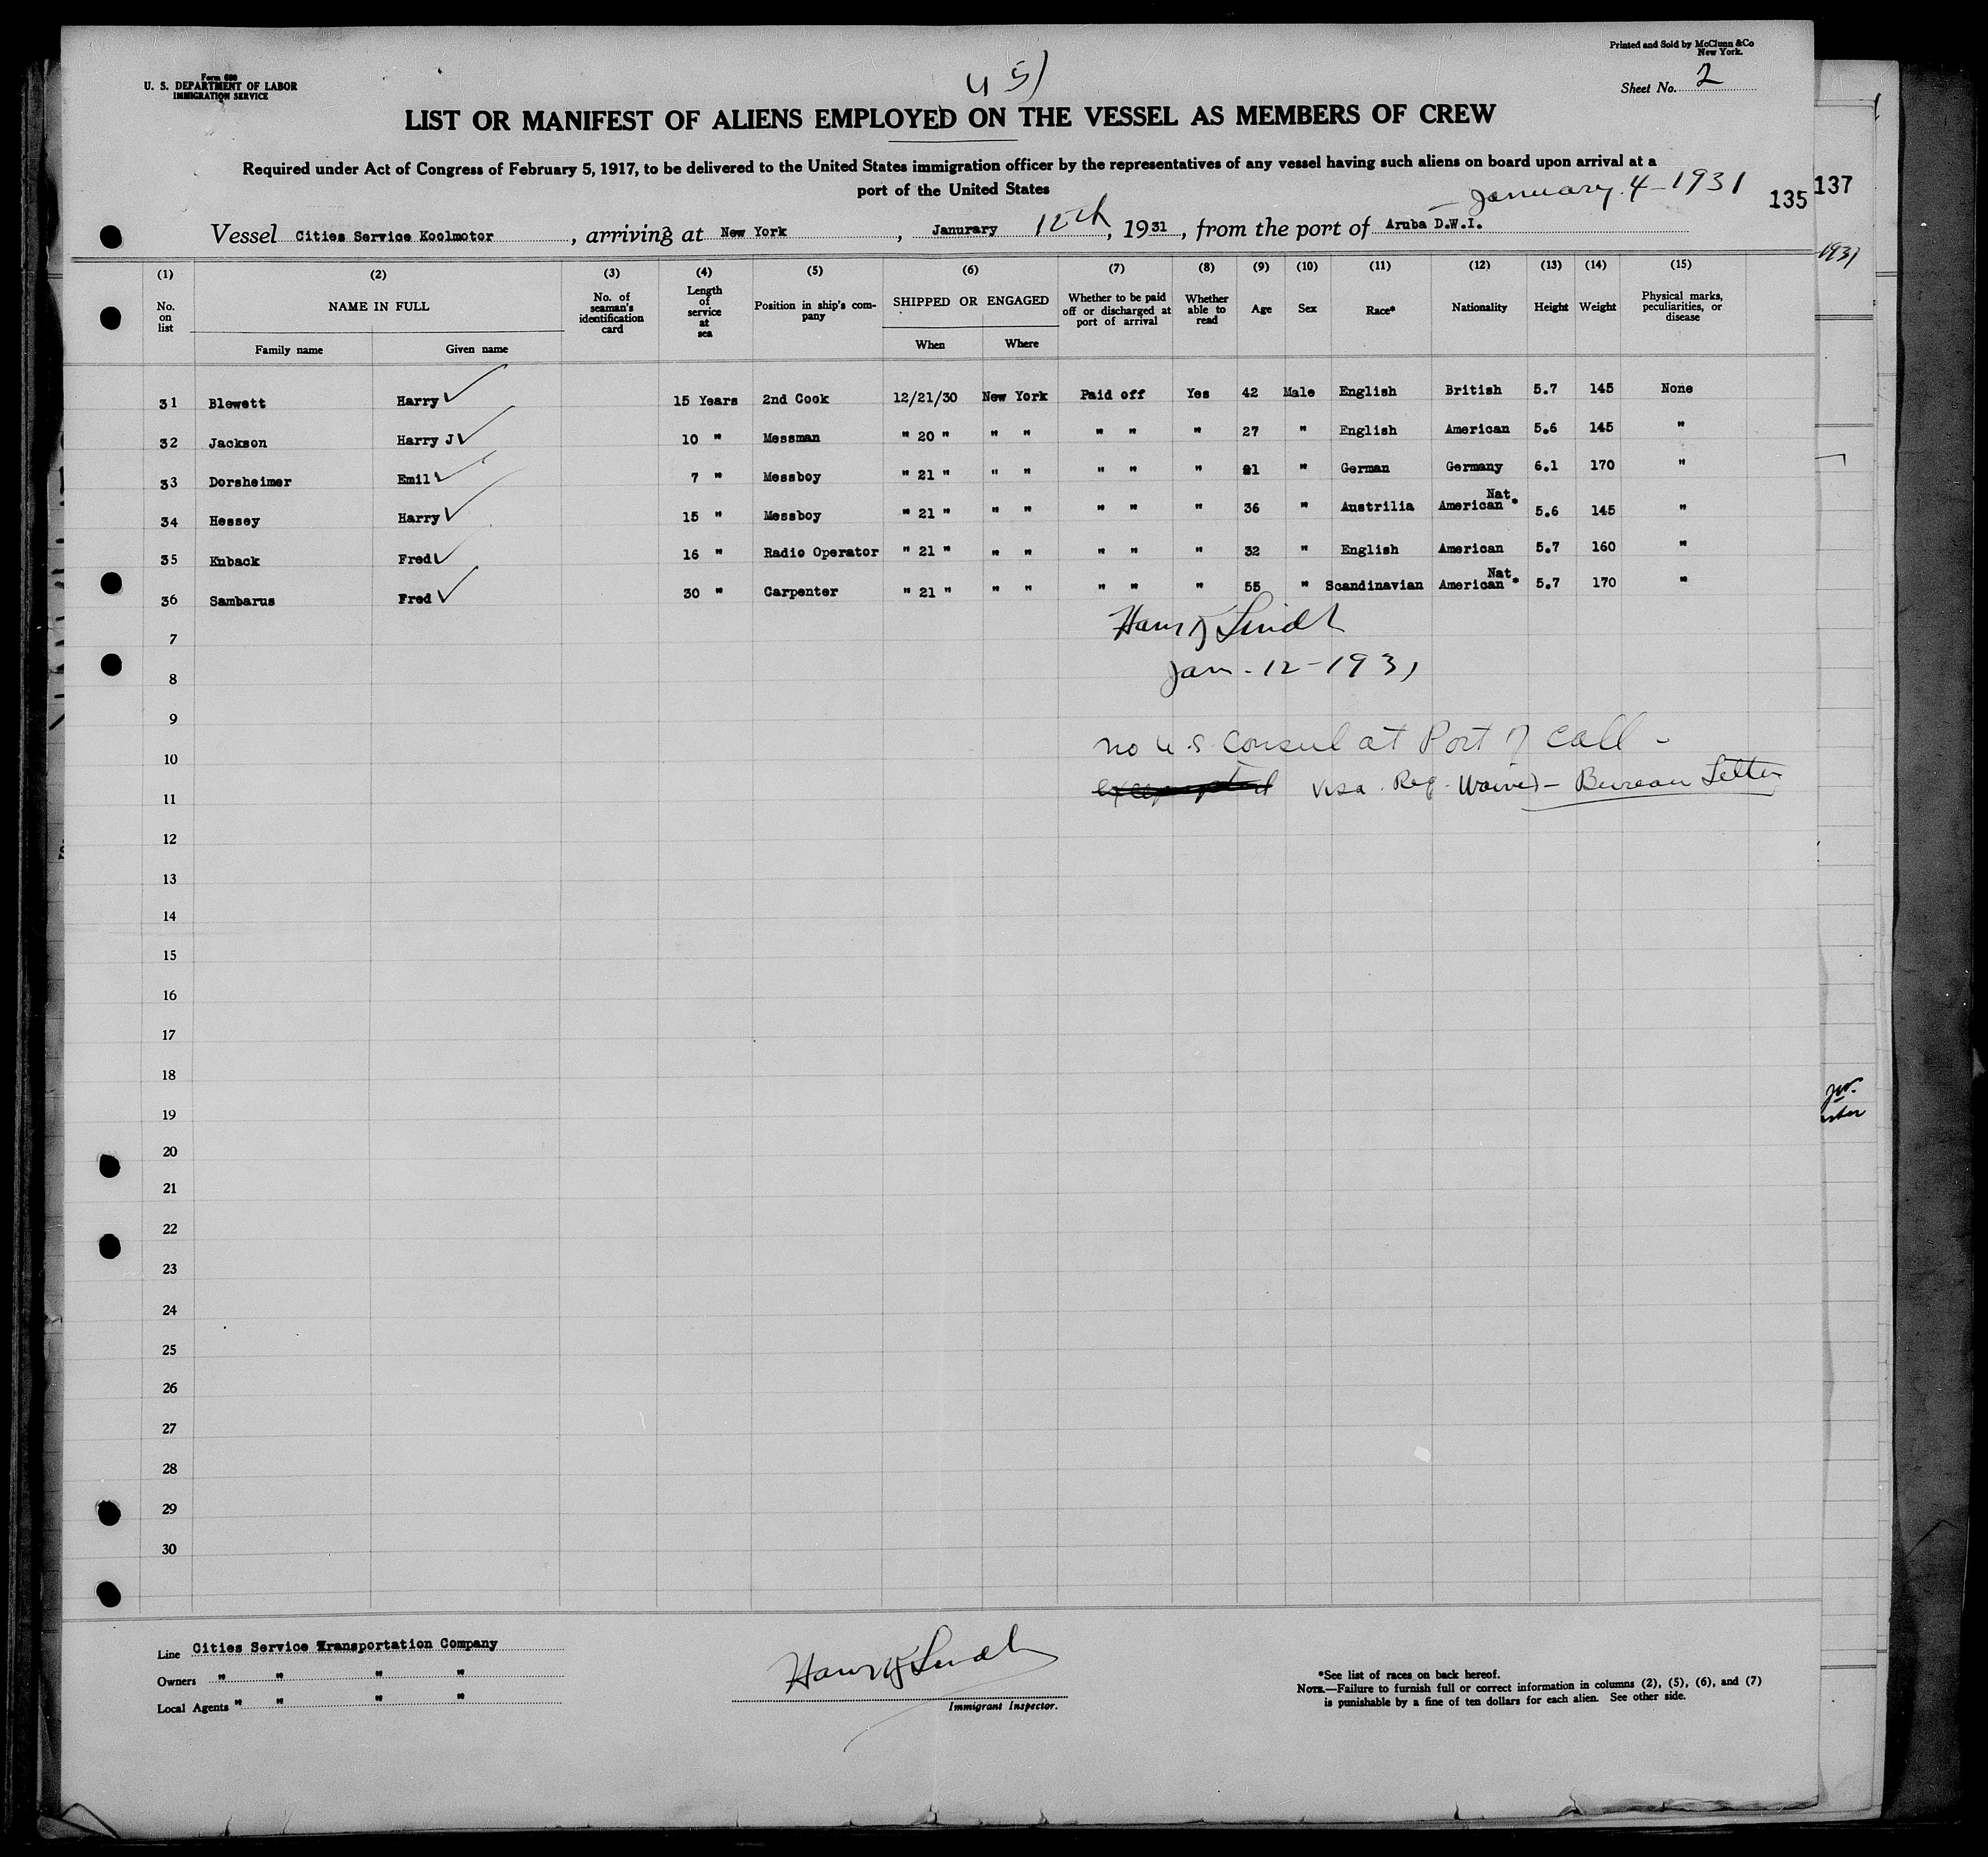 Form 680
U. S. DEPARTMENT OF LABOR
IMMIGRATION SERVICE
U S)
Printed and Sold by McClunn & Co
New York.
Sheet No. 2
LIST OR MANIFEST OF ALIENS EMPLOYED ON THE VESSEL AS MEMBERS OF CREW
Required under Act of Congress of February 5, 1917, to be delivered to the United States immigration officer by the representatives of any vessel having such aliens on board upon arrival at a
port of the United States
January 4 - 1931
135 137
Vessel Cities Service Koolmotor, arriving at New York, Janurary 12th, 1931, from the port of Aruba D.W.I.
1931
(1) (2) (3) (4) (5) (6) (7) (8) (9) (10) (11) (12) (13) (14) (15)
No. on list NAME IN FULL Family name Given name No. of seaman's identification card Length of service at sea Position in ship's company SHIPPED OR ENGAGED When Where Whether to be paid off or discharged at port of arrival Whether able to read Age Sex Race* Nationality Height Weight Physical marks, peculiarities, or disease
31 Blewett Harry 15 Years 2nd Cook 12/21/30 New York Paid off Yes 42 Male English British 5.7 145 None
32 Jackson Harry J 10 " Messman " 20 " " " " " " 27 " English American 5.6 145 "
33 Dorsheimer Emil 7 " Messboy " 21 " " " " " " 21 " German Germany 6.1 170 "
34 Hessey Harry 15 " Messboy " 21 " " " " " " 36 " Austrilia Nat. American* 5.6 145 "
35 Kuback Fred 16 " Radio Operator " 21 " " " " " " 32 " English American 5.7 160 "
36 Sambarus Fred 30 " Carpenter " 21 " " " " " " 55 " Scandinavian Nat. American* 5.7 170 "
7
Jan - 12 - 1931
8
9
no U.S. Consul at Port of Call -
10
Visa Req. Waived - Bureau Letter
11
12
13
14
15
16
17
18
19
20
21
22
23
24
25
26
27
28
29
30
Line Cities Service Transportation Company
Owners " " " "
Local Agents " " " "
Immigrant Inspector.
*See list of races on back hereof.
NOTE.—Failure to furnish full or correct information in columns (2), (5), (6), and (7)
is punishable by a fine of ten dollars for each alien. See other side.